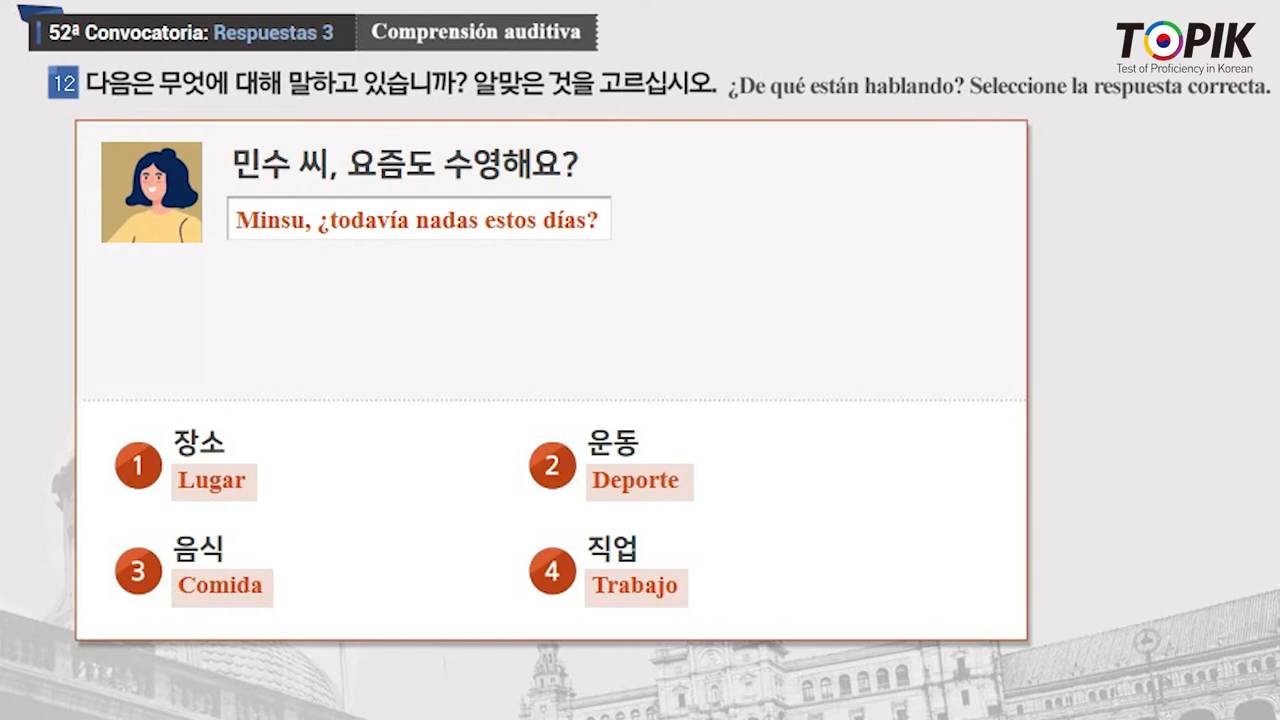 52ª Convocatoria: Respuestas 3
Comprensión auditiva
TOPIK
Test of Proficiency in Korean
12 다음은 무엇에 대해 말하고 있습니까? 알맞은 것을 고르십시오. ¿De qué están hablando? Seleccione la respuesta correcta.
민수 씨, 요즘도 수영해요?
Minsu, ¿todavía nadas estos días?
1 장소
Lugar
2 운동
Deporte
3 음식
Comida
4 직업
Trabajo